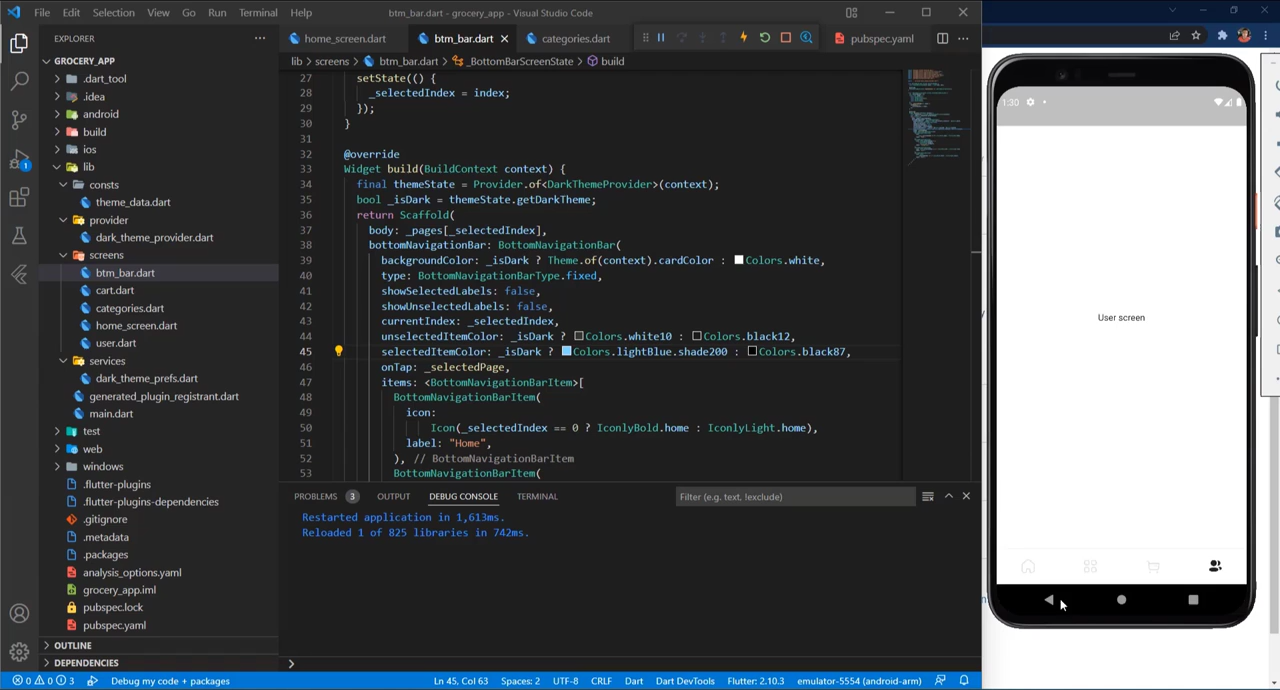 File Edit Selection View Go Run Terminal Help
btm_bar.dart - grocery_app - Visual Studio Code
EXPLORER
GROCERY_APP
.dart_tool
.idea
android
build
ios
lib
consts
theme_data.dart
provider
dark_theme_provider.dart
screens
btm_bar.dart
cart.dart
categories.dart
home_screen.dart
user.dart
services
dark_theme_prefs.dart
generated_plugin_registrant.dart
main.dart
test
web
windows
.flutter-plugins
.flutter-plugins-dependencies
.gitignore
.metadata
.packages
analysis_options.yaml
grocery_app.iml
pubspec.lock
pubspec.yaml
OUTLINE
DEPENDENCIES
1
home_screen.dart btm_bar.dart categories.dart pubspec.yaml
lib > screens > btm_bar.dart > _BottomBarScreenState > build
27 setState(() {
28 _selectedIndex = index;
29 });
30 }
31
32 @override
33 Widget build(BuildContext context) {
34 final themeState = Provider.of<DarkThemeProvider>(context);
35 bool _isDark = themeState.getDarkTheme;
36 return Scaffold(
37 body: _pages[_selectedIndex],
38 bottomNavigationBar: BottomNavigationBar(
39 backgroundColor: _isDark ? Theme.of(context).cardColor : Colors.white,
40 type: BottomNavigationBarType.fixed,
41 showSelectedLabels: false,
42 showUnselectedLabels: false,
43 currentIndex: _selectedIndex,
44 unselectedItemColor: _isDark ? Colors.white10 : Colors.black12,
45 selectedItemColor: _isDark ? Colors.lightBlue.shade200 : Colors.black87,
46 onTap: _selectedPage,
47 items: <BottomNavigationBarItem>[
48 BottomNavigationBarItem(
49 icon:
50 Icon(_selectedIndex == 0 ? IconlyBold.home : IconlyLight.home),
51 label: "Home",
52 ), // BottomNavigationBarItem
53 BottomNavigationBarItem(
PROBLEMS 3 OUTPUT DEBUG CONSOLE TERMINAL
Filter (e.g. text, !exclude)
Restarted application in 1,613ms.
Reloaded 1 of 825 libraries in 742ms.
0 0 3 Debug my code + packages
Ln 45, Col 63 Spaces: 2 UTF-8 CRLF Dart Dart DevTools Flutter: 2.10.3 emulator-5554 (android-arm)
1:30
User screen